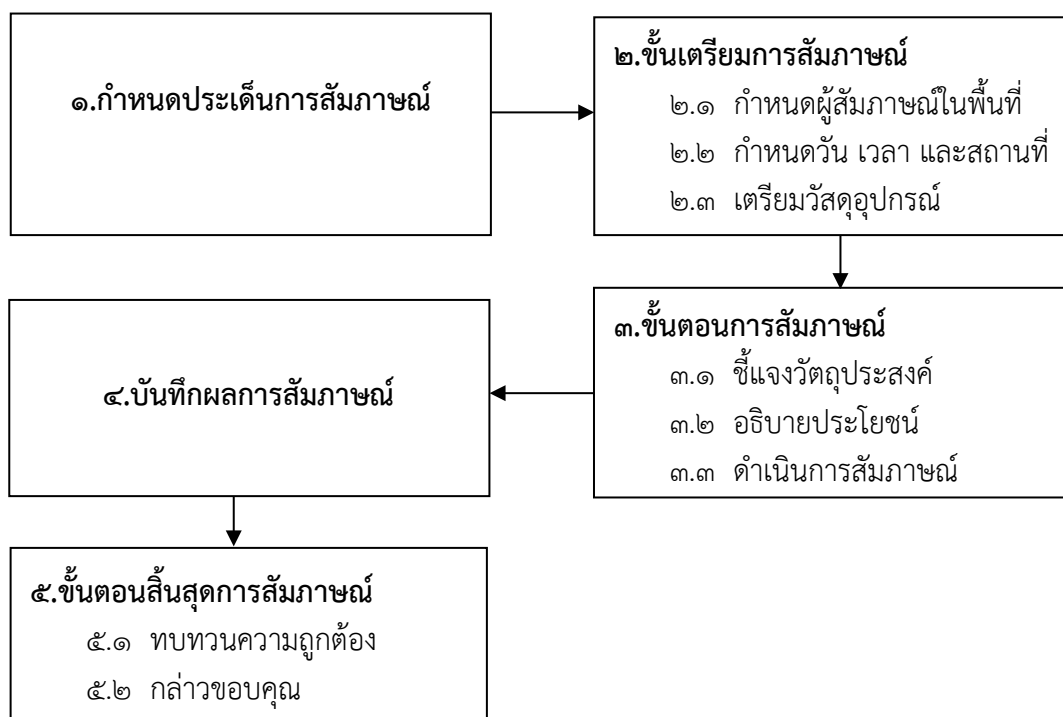 ๑.กำหนดประเด็นการสัมภาษณ์
๒.ขั้นเตรียมการสัมภาษณ์
๒.๑ กำหนดผู้สัมภาษณ์ในพื้นที่
๒.๒ กำหนดวัน เวลา และสถานที่
๒.๓ เตรียมวัสดุอุปกรณ์
๓.ขั้นตอนการสัมภาษณ์
๓.๑ ชี้แจงวัตถุประสงค์
๓.๒ อธิบายประโยชน์
๓.๓ ดำเนินการสัมภาษณ์
๔.บันทึกผลการสัมภาษณ์
๕.ขั้นตอนสิ้นสุดการสัมภาษณ์
๕.๑ ทบทวนความถูกต้อง
๕.๒ กล่าวขอบคุณ